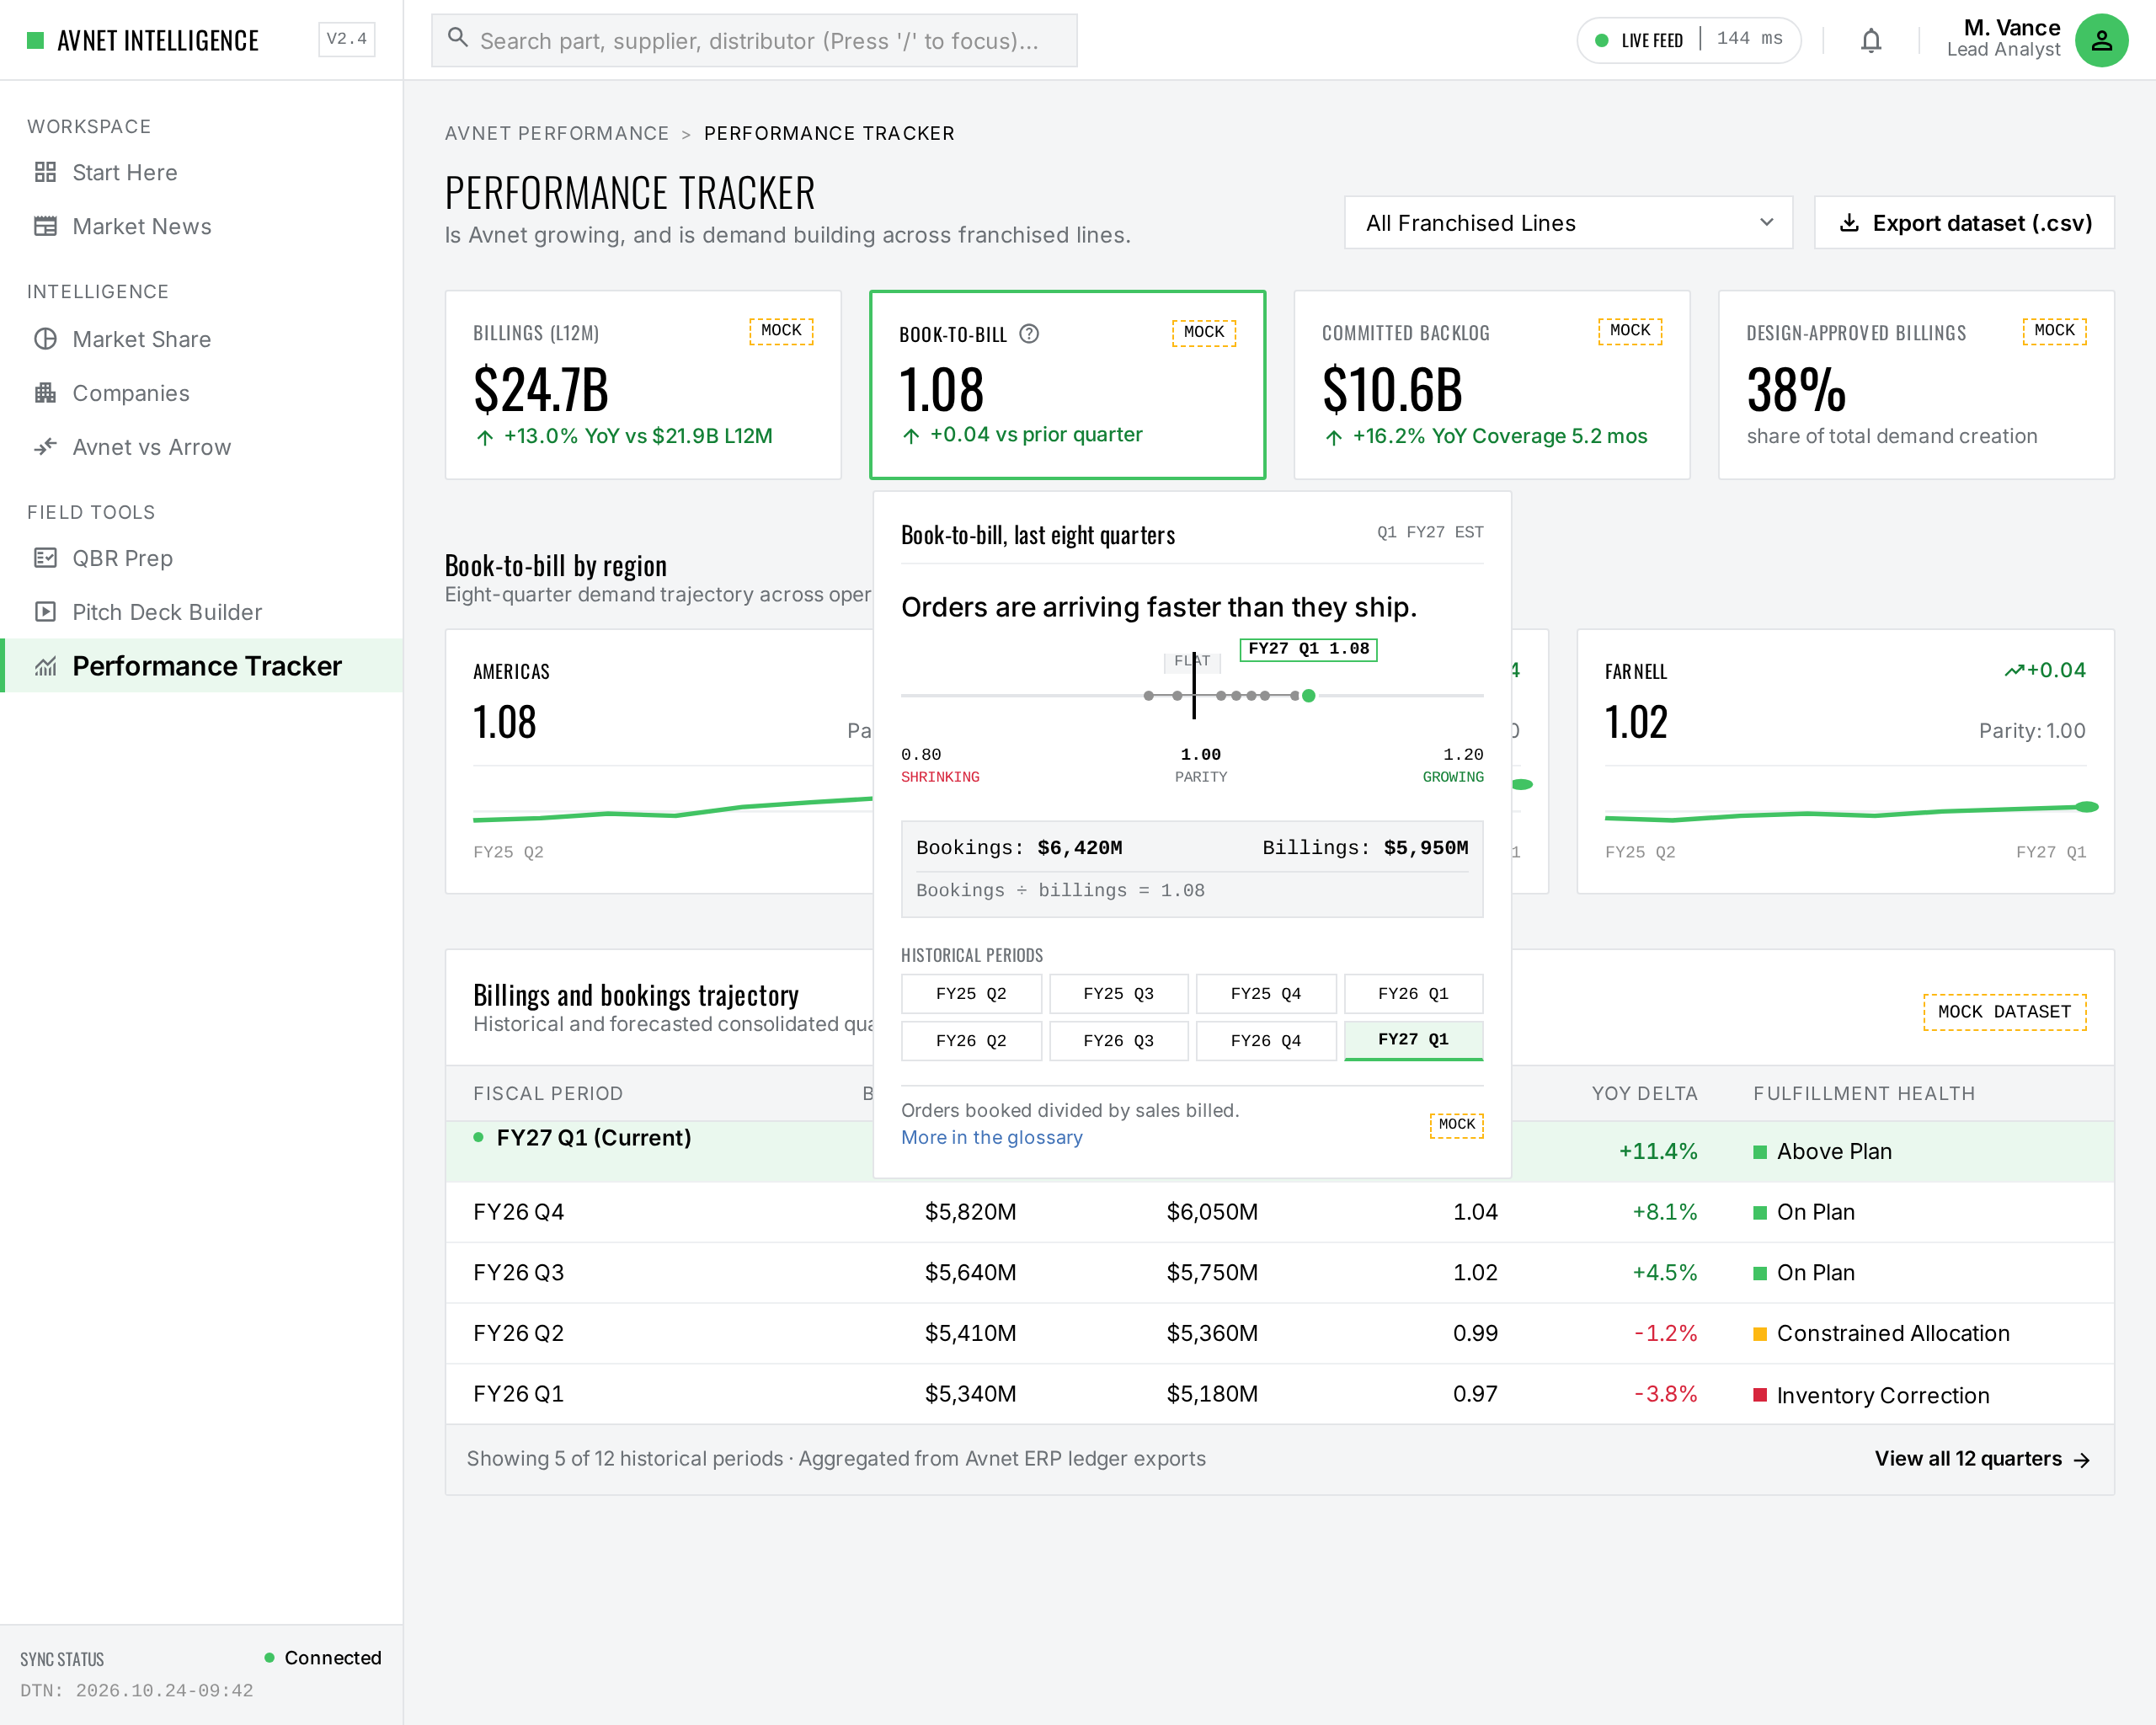 AVNET INTELLIGENCE
V2.4
Search part, supplier, distributor (Press '/' to focus)...
LIVE FEED
144 ms
M. Vance
Lead Analyst
WORKSPACE
Start Here
Market News
INTELLIGENCE
Market Share
Companies
Avnet vs Arrow
FIELD TOOLS
QBR Prep
Pitch Deck Builder
Performance Tracker
SYNC STATUS
Connected
DTN: 2026.10.24-09:42
AVNET PERFORMANCE > PERFORMANCE TRACKER
PERFORMANCE TRACKER
Is Avnet growing, and is demand building across franchised lines.
All Franchised Lines
Export dataset (.csv)
BILLINGS (L12M)
MOCK
$24.7B
+13.0% YoY vs $21.9B L12M
BOOK-TO-BILL
MOCK
1.08
+0.04 vs prior quarter
COMMITTED BACKLOG
MOCK
$10.6B
+16.2% YoY Coverage 5.2 mos
DESIGN-APPROVED BILLINGS
MOCK
38%
share of total demand creation
Book-to-bill by region
Eight-quarter demand trajectory across oper
AMERICAS
1.08
Pa
FY25 Q2
4
0
1
FARNELL
+0.04
1.02
Parity: 1.00
FY25 Q2
FY27 Q1
Book-to-bill, last eight quarters
Q1 FY27 EST
Orders are arriving faster than they ship.
FLAT
FY27 Q1 1.08
0.80
SHRINKING
1.00
PARITY
1.20
GROWING
Bookings: $6,420M
Billings: $5,950M
Bookings ÷ billings = 1.08
HISTORICAL PERIODS
FY25 Q2
FY25 Q3
FY25 Q4
FY26 Q1
FY26 Q2
FY26 Q3
FY26 Q4
FY27 Q1
Orders booked divided by sales billed.
More in the glossary
MOCK
Billings and bookings trajectory
Historical and forecasted consolidated qua
MOCK DATASET
FISCAL PERIOD
B
YOY DELTA
FULFILLMENT HEALTH
FY27 Q1 (Current)
+11.4%
Above Plan
FY26 Q4
$5,820M
$6,050M
1.04
+8.1%
On Plan
FY26 Q3
$5,640M
$5,750M
1.02
+4.5%
On Plan
FY26 Q2
$5,410M
$5,360M
0.99
-1.2%
Constrained Allocation
FY26 Q1
$5,340M
$5,180M
0.97
-3.8%
Inventory Correction
Showing 5 of 12 historical periods · Aggregated from Avnet ERP ledger exports
View all 12 quarters